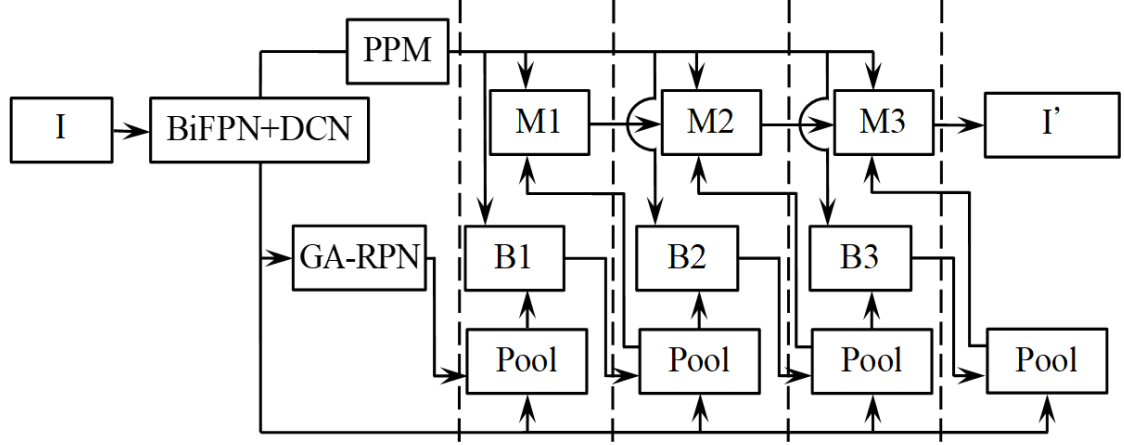 PPM
I
BiFPN+DCN
M1
M2
M3
I’
GA-RPN
B1
B2
B3
Pool
Pool
Pool
Pool